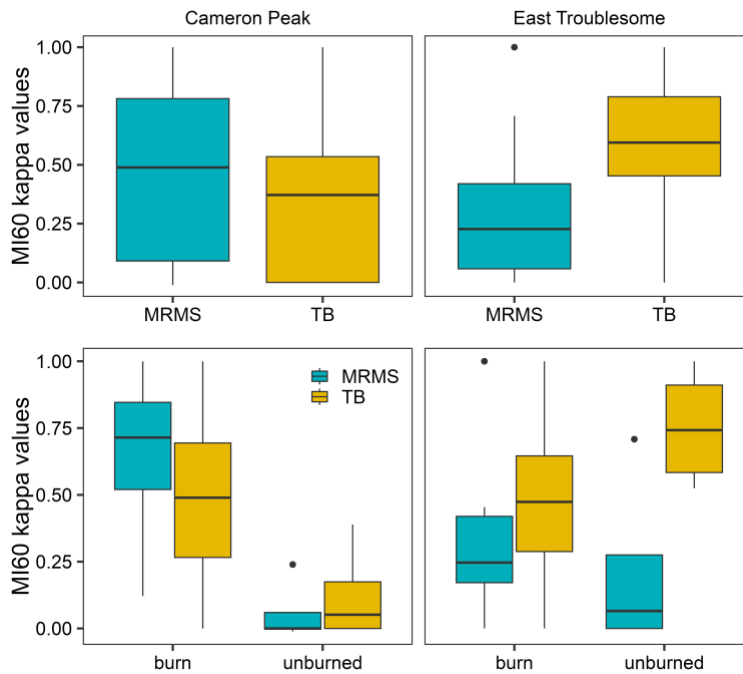 Cameron Peak
East Troublesome
MI60 kappa values
1.00
0.75
0.50
0.25
0.00
MRMS
TB
MRMS
TB
MI60 kappa values
1.00
0.75
0.50
0.25
0.00
MRMS
TB
burn
unburned
burn
unburned